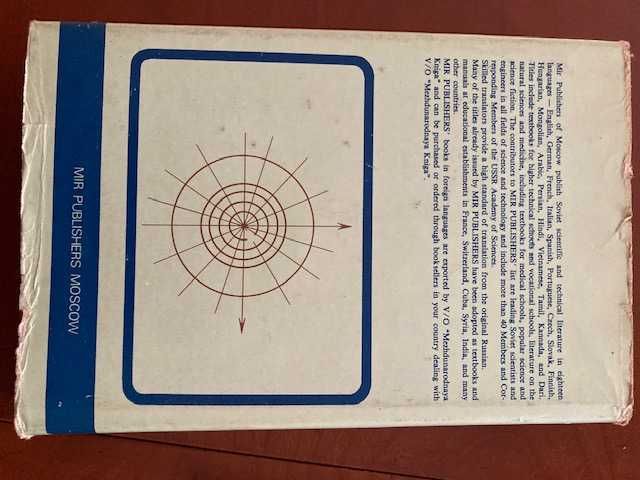 Mir Publishers of Moscow publish Soviet scientific and technical literature in eighteen
languages — English, German, French, Italian, Spanish, Portuguese, Czech, Slovak, Finnish,
Hungarian, Mongolian, Arabic, Persian, Hindi, Vietnamese, Tamil, Kannada, and Dari.
Titles include textbooks for higher technical schools and vocational schools, literature on the
natural sciences and medicine, including textbooks for medical schools, popular science and
science fiction. The contributors to MIR PUBLISHERS' list are leading Soviet scientists and
engineers in all fields of science and technology and include more than 40 Members and Cor-
responding Members of the USSR Academy of Sciences.
Skilled translators provide a high standard of translation from the original Russian.
Many of the titles already issued by MIR PUBLISHERS have been adopted as textbooks and
manuals at educational establishments in France, Switzerland, Cuba, Syria, India, and many
other countries.
MIR PUBLISHERS' books in foreign languages are exported by V/O "Mezhdunarodnaya
Kniga" and can be purchased or ordered through booksellers in your country dealing with
V/O "Mezhdunarodnaya Kniga".
MIR PUBLISHERS MOSCOW